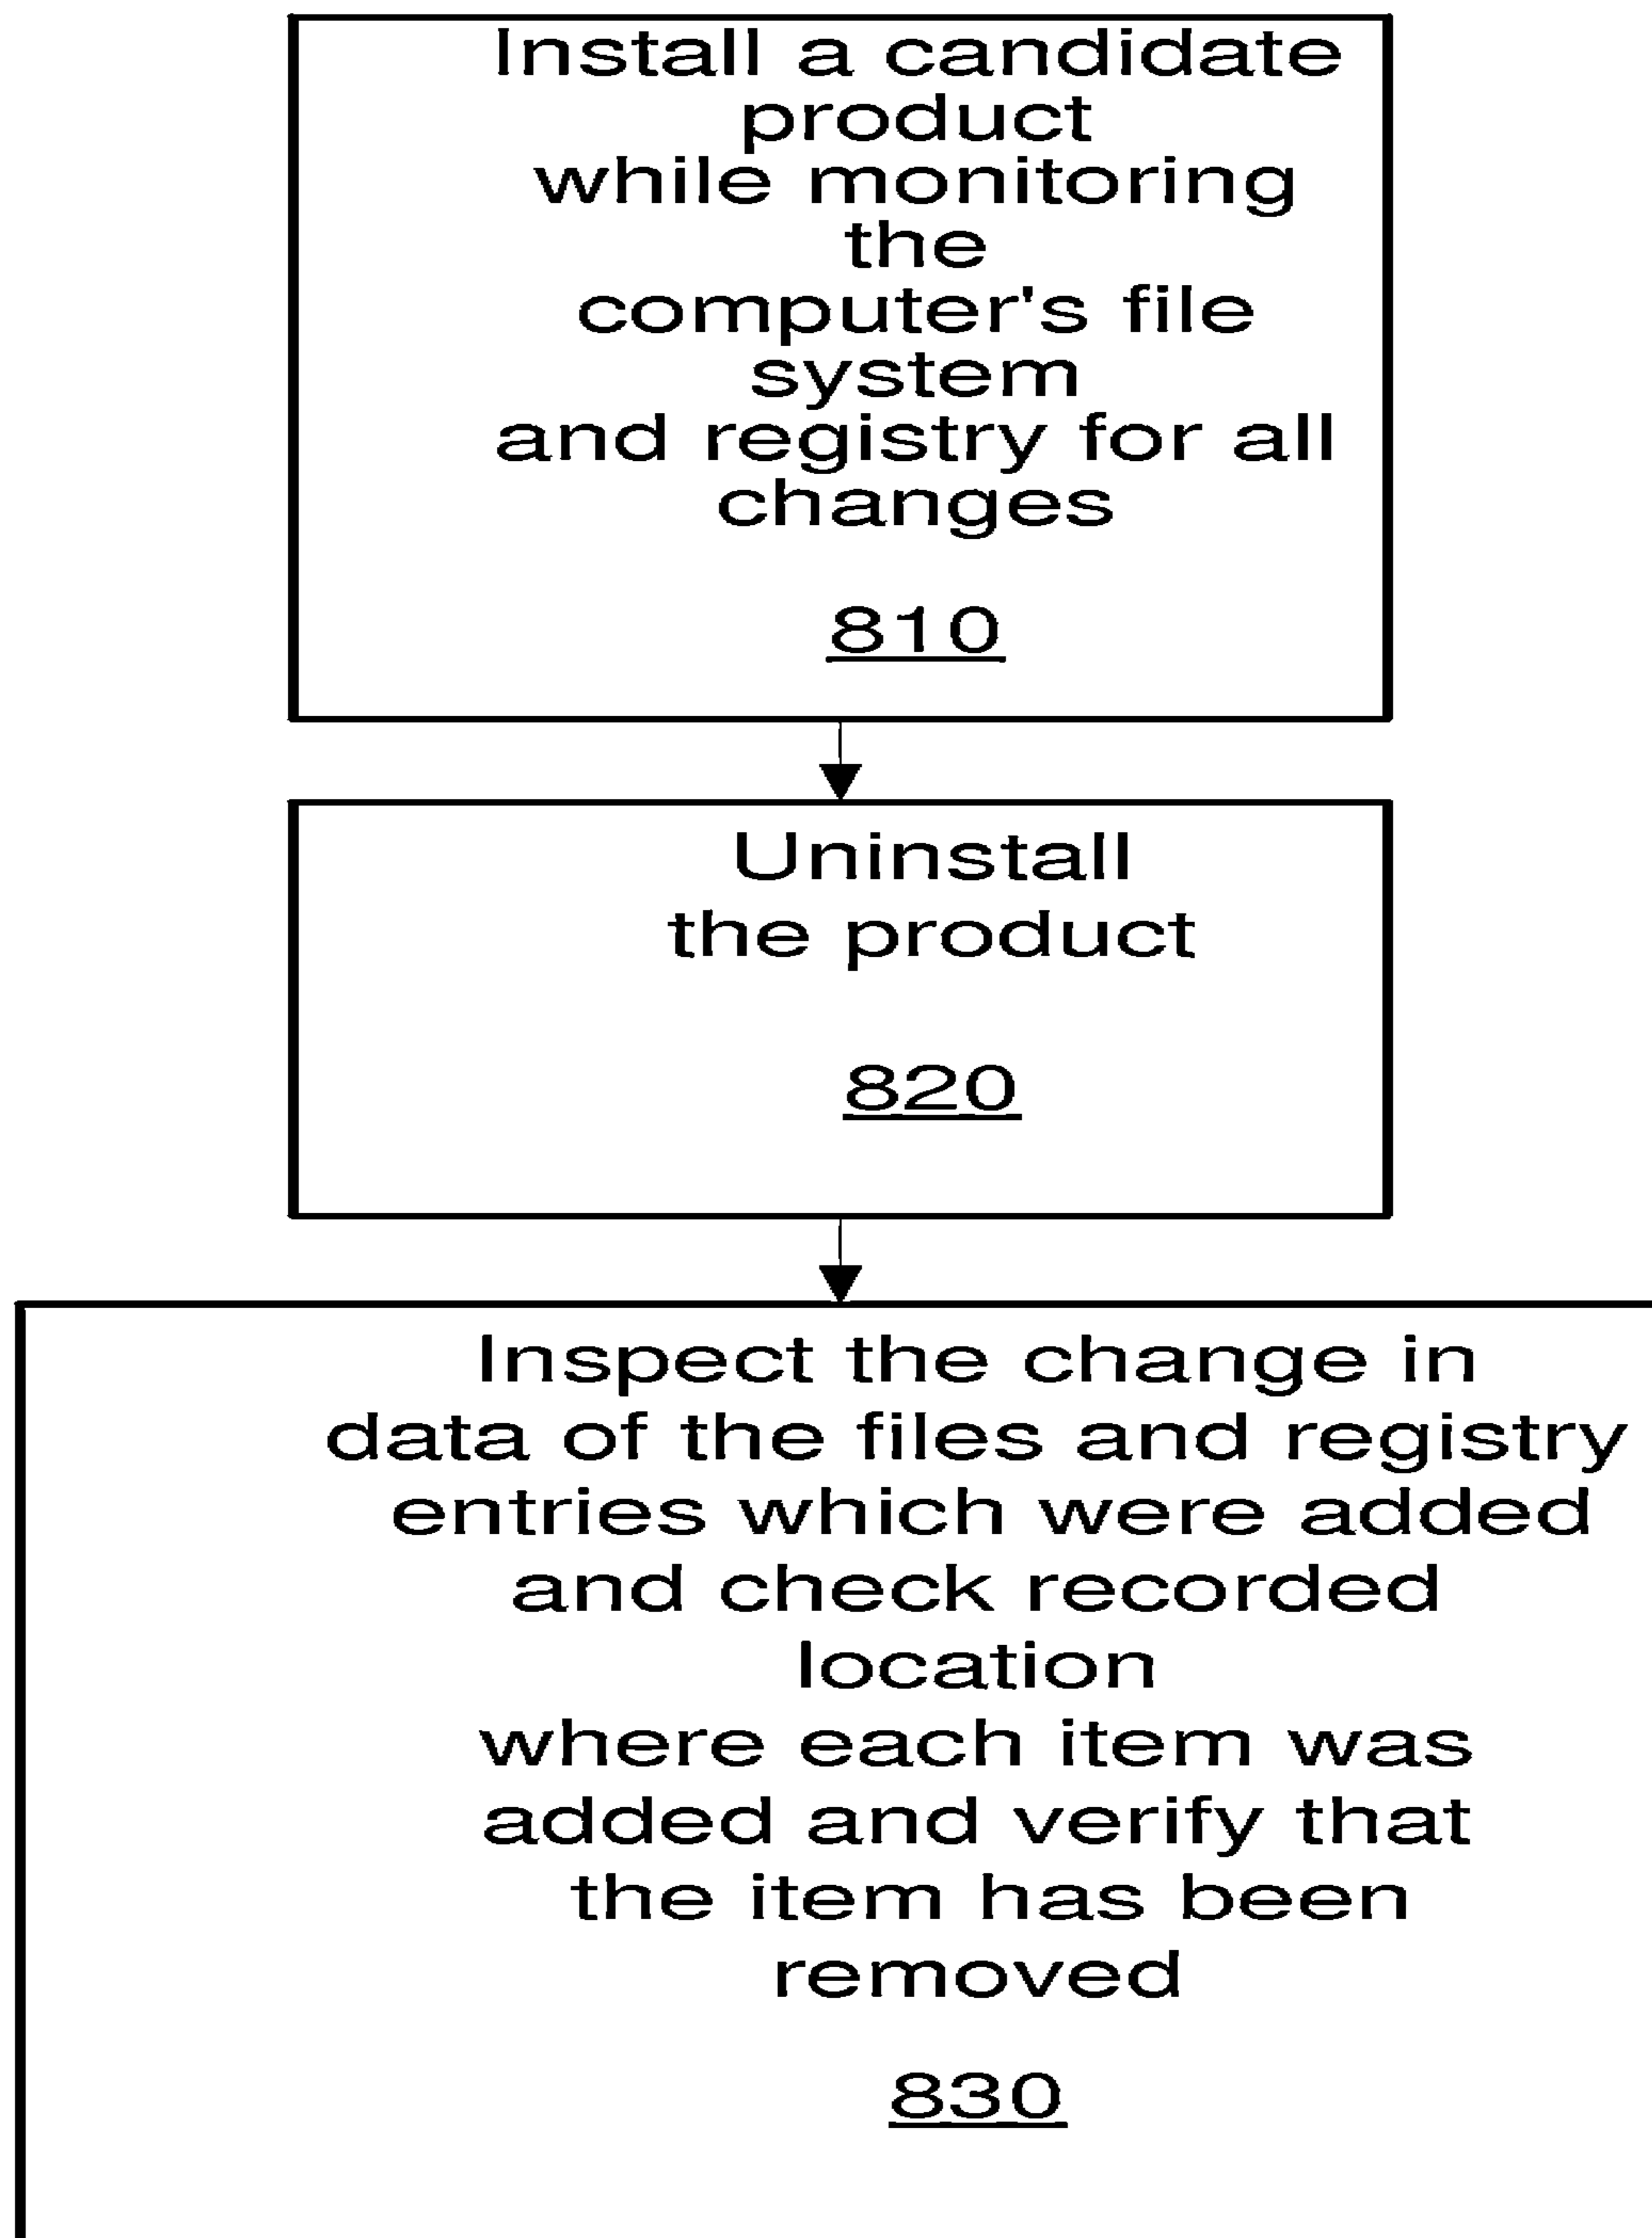 Install a candidate
product
while monitoring
the
computer's file
system
and registry for all
changes
810
Uninstall
the product
820
Inspect the change in
data of the files and registry
entries which were added
and check recorded
location
where each item was
added and verify that
the item has been
removed
830